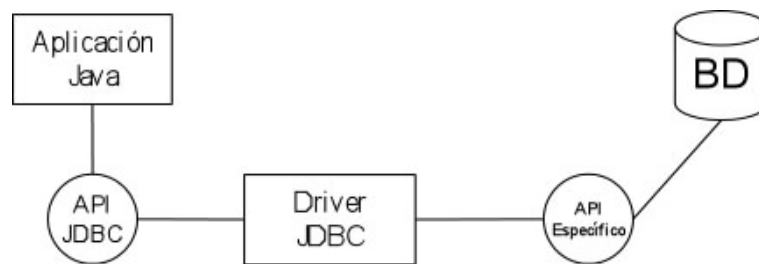 Aplicación
Java
BD
API
JDBC
Driver
JDBC
API
Específico